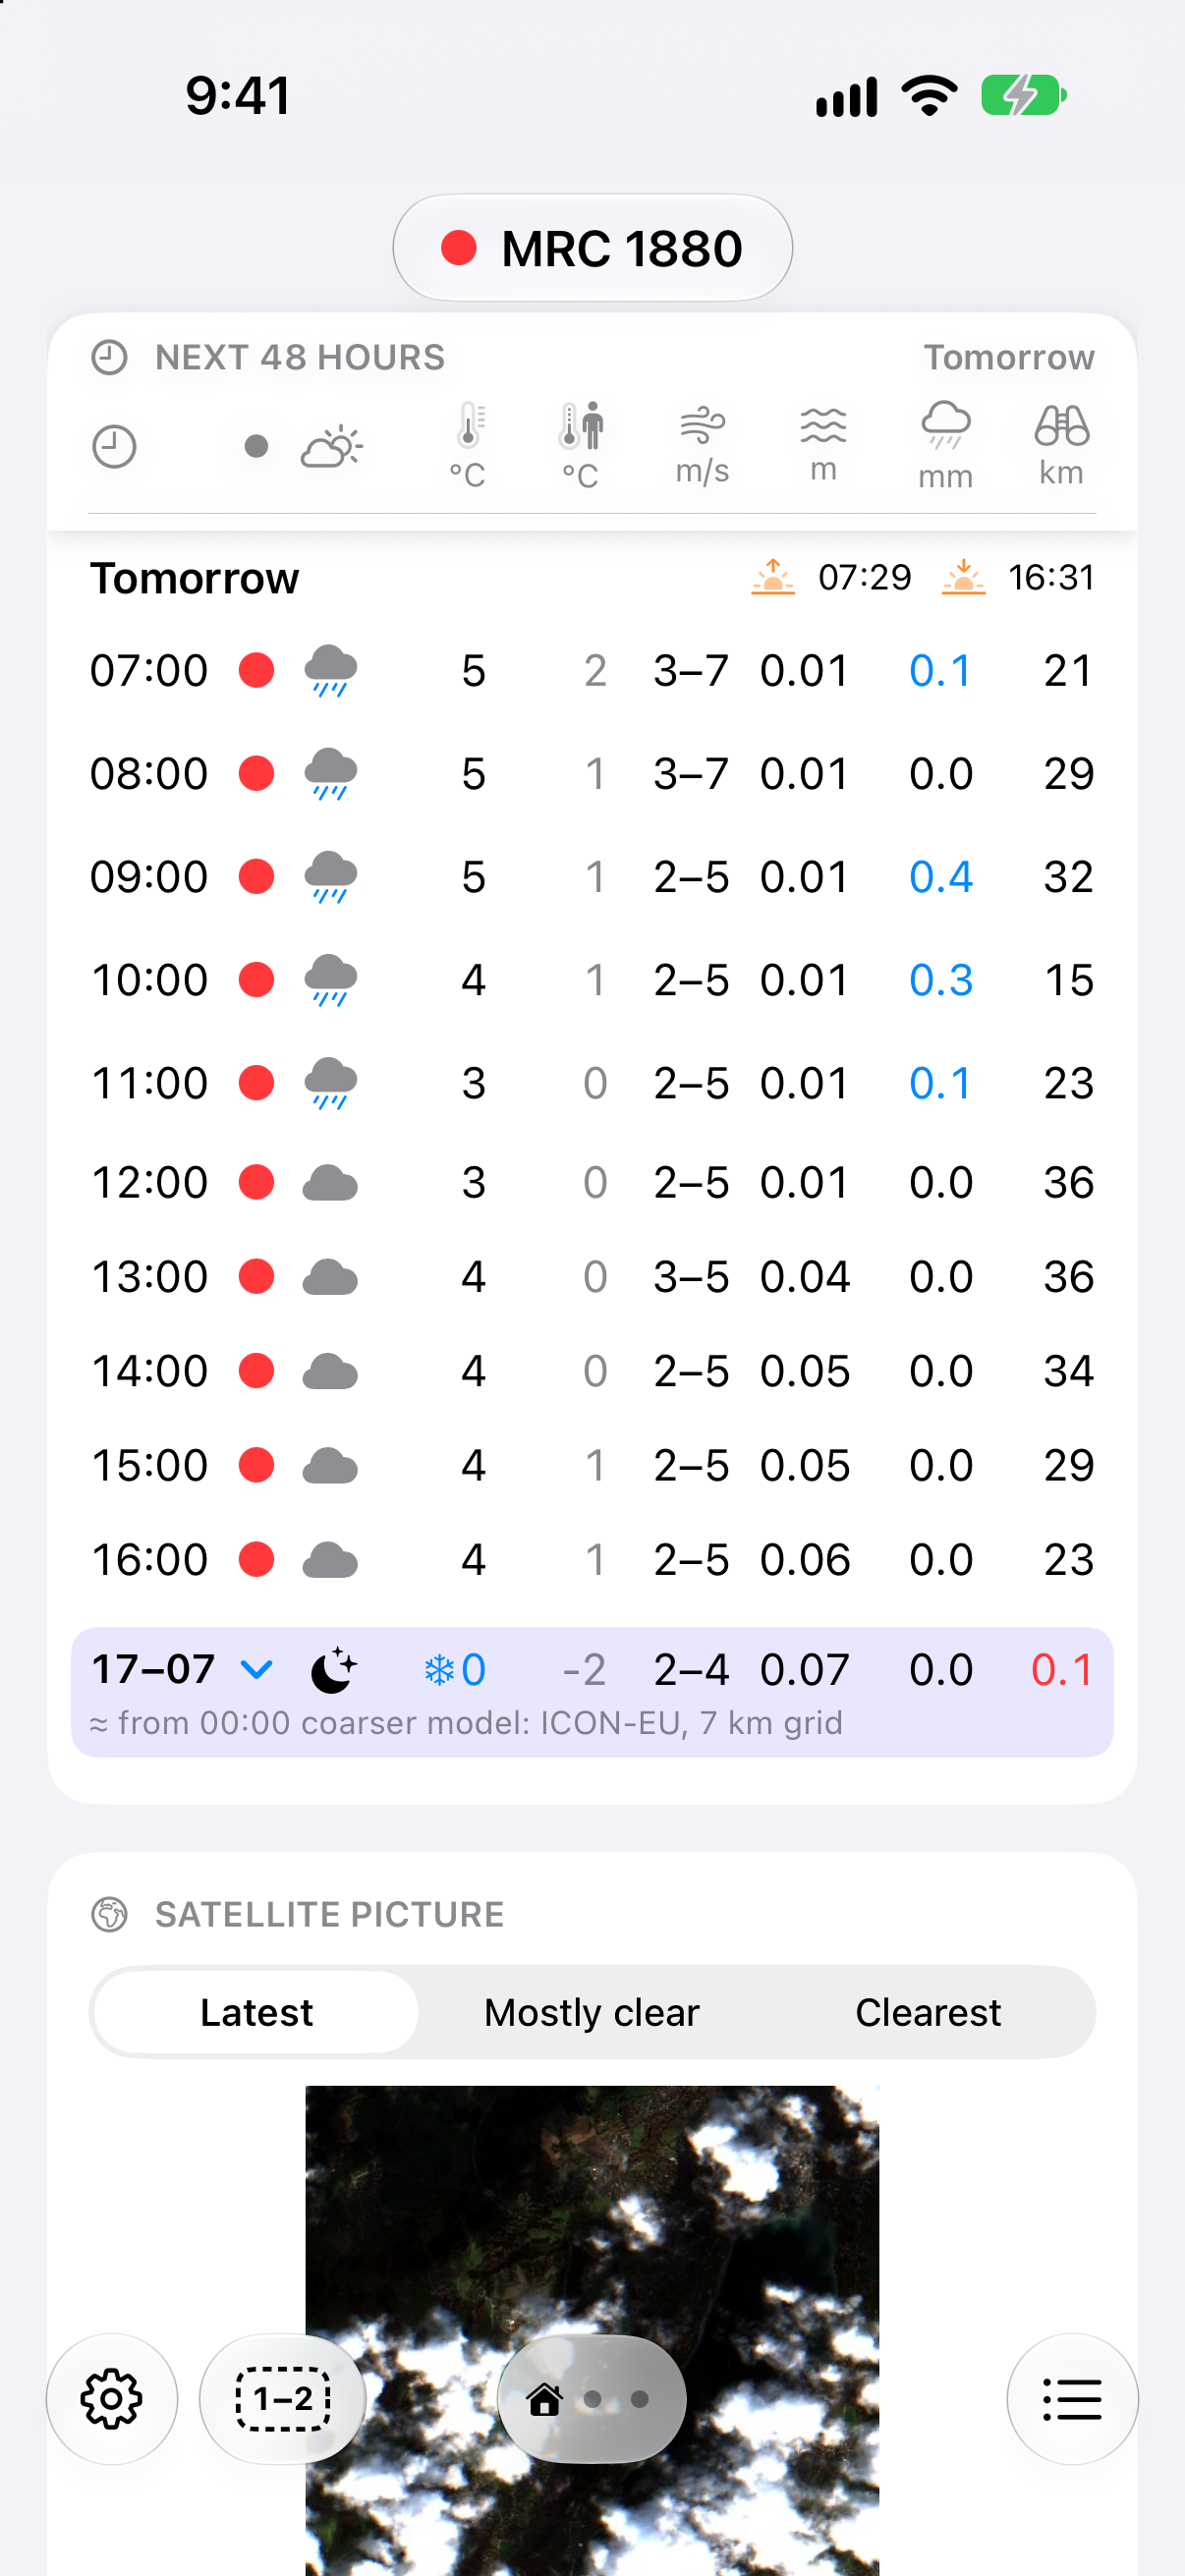 9:41
MRC 1880
NEXT 48 HOURS Tomorrow
°C °C m/s m mm km
Tomorrow 07:29 16:31
07:00 5 2 3–7 0.01 0.1 21
08:00 5 1 3–7 0.01 0.0 29
09:00 5 1 2–5 0.01 0.4 32
10:00 4 1 2–5 0.01 0.3 15
11:00 3 0 2–5 0.01 0.1 23
12:00 3 0 2–5 0.01 0.0 36
13:00 4 0 3–5 0.04 0.0 36
14:00 4 0 2–5 0.05 0.0 34
15:00 4 1 2–5 0.05 0.0 29
16:00 4 1 2–5 0.06 0.0 23
17–07 0 -2 2–4 0.07 0.0 0.1
≈ from 00:00 coarser model: ICON-EU, 7 km grid
SATELLITE PICTURE
Latest Mostly clear Clearest
1–2